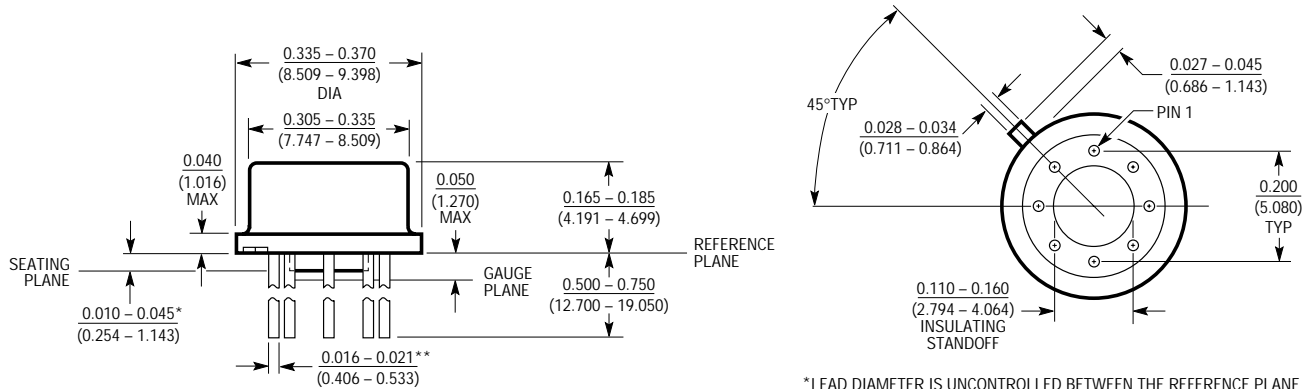 0.335 – 0.370
(8.509 – 9.398)
DIA
0.305 – 0.335
(7.747 – 8.509)
0.040
(1.016)
MAX
0.050
(1.270)
MAX
0.165 – 0.185
(4.191 – 4.699)
SEATING
PLANE
GAUGE
PLANE
REFERENCE
PLANE
0.500 – 0.750
(12.700 – 19.050)
0.010 – 0.045*
(0.254 – 1.143)
0.016 – 0.021**
(0.406 – 0.533)
45°TYP
0.028 – 0.034
(0.711 – 0.864)
0.027 – 0.045
(0.686 – 1.143)
PIN 1
0.200
(5.080)
TYP
0.110 – 0.160
(2.794 – 4.064)
INSULATING
STANDOFF
*LEAD DIAMETER IS UNCONTROLLED BETWEEN THE REFERENCE PLANE